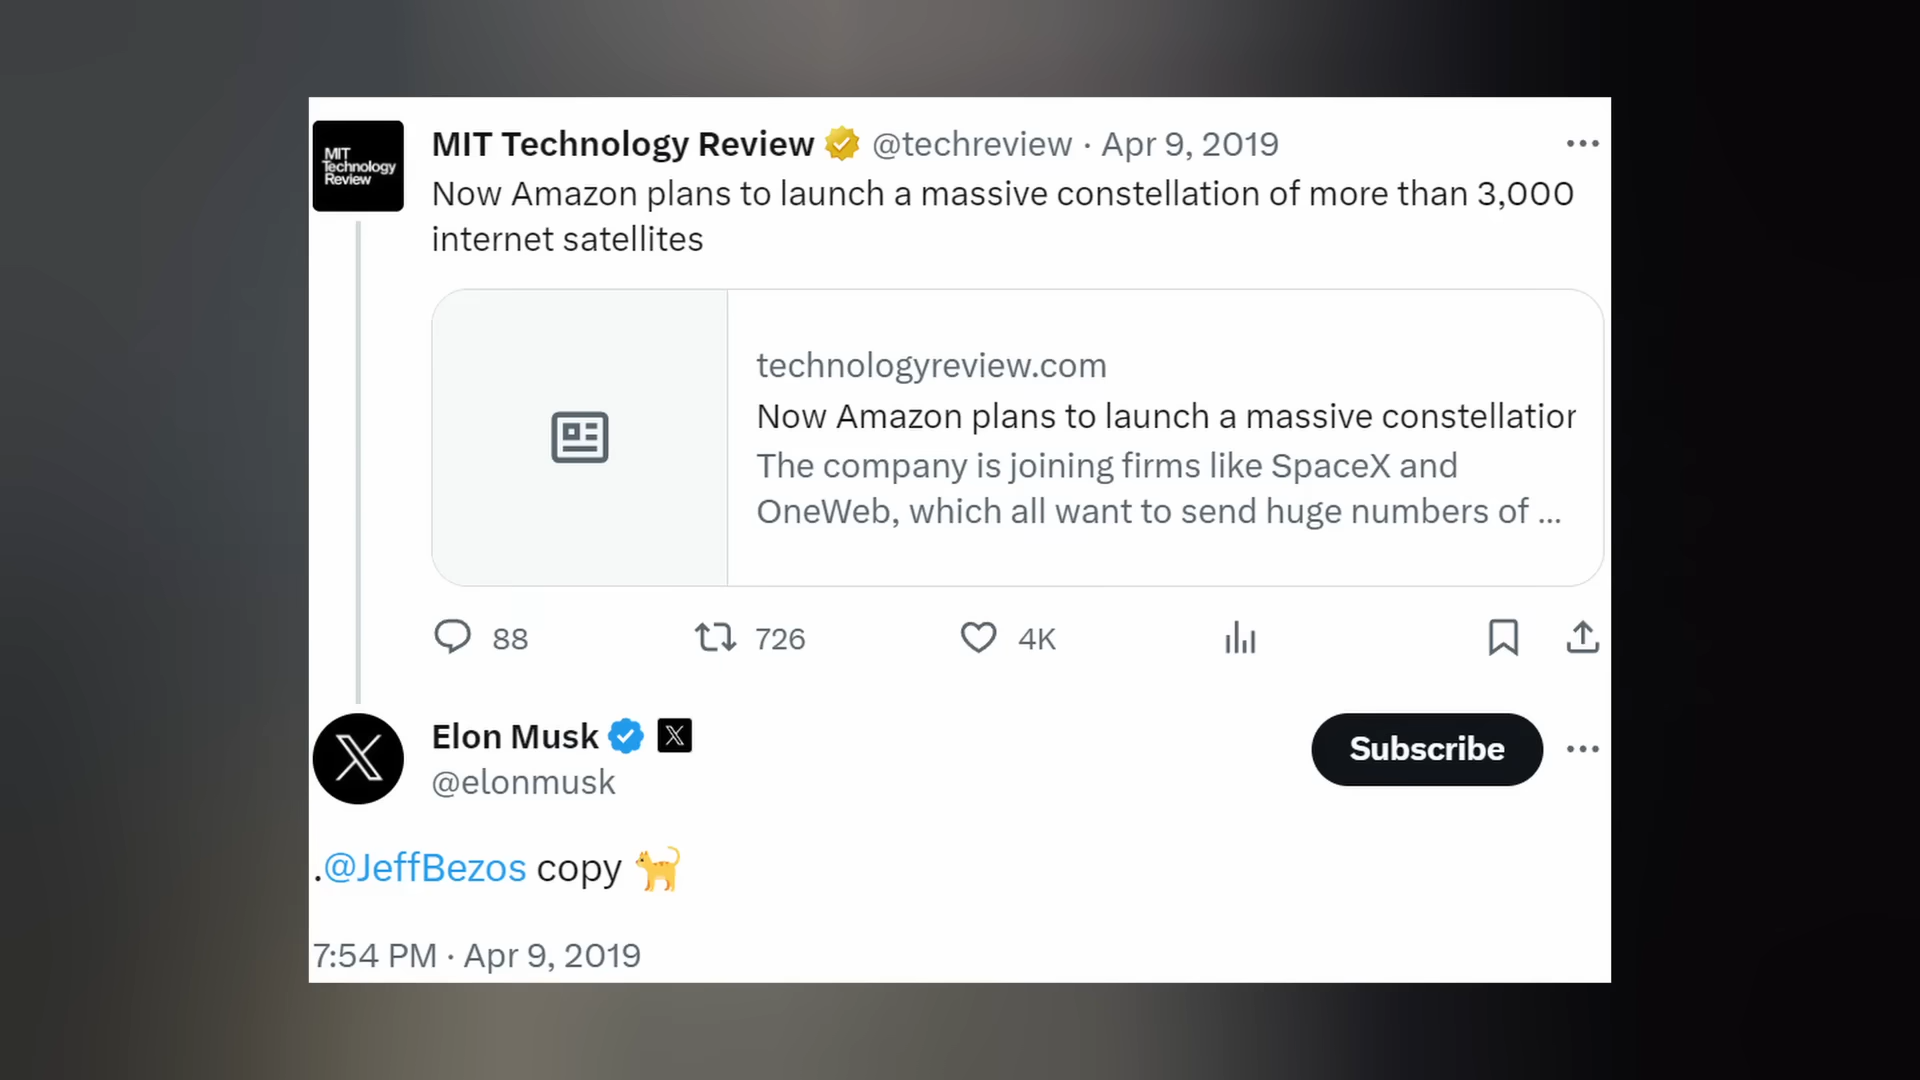 MIT
Technology
Review
MIT Technology Review @techreview · Apr 9, 2019
Now Amazon plans to launch a massive constellation of more than 3,000
internet satellites
technologyreview.com
Now Amazon plans to launch a massive constellation
The company is joining firms like SpaceX and
OneWeb, which all want to send huge numbers of ...
88 726 4K
Elon Musk
Subscribe
@elonmusk
.@JeffBezos copy 🐈
7:54 PM · Apr 9, 2019